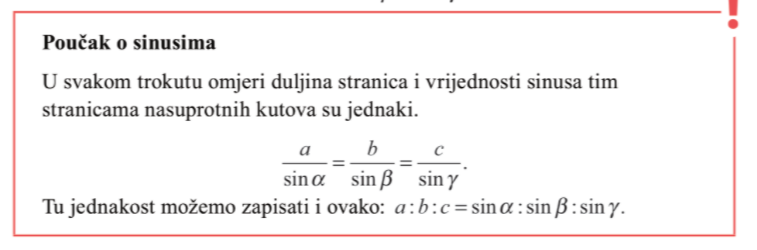 Poučak o sinusima
U svakom trokutu omjeri duljina stranica i vrijednosti sinusa tim
stranicama nasuprotnih kutova su jednaki.
a/sin α = b/sin β = c/sin γ.
Tu jednakost možemo zapisati i ovako: a : b : c = sin α : sin β : sin γ.
!